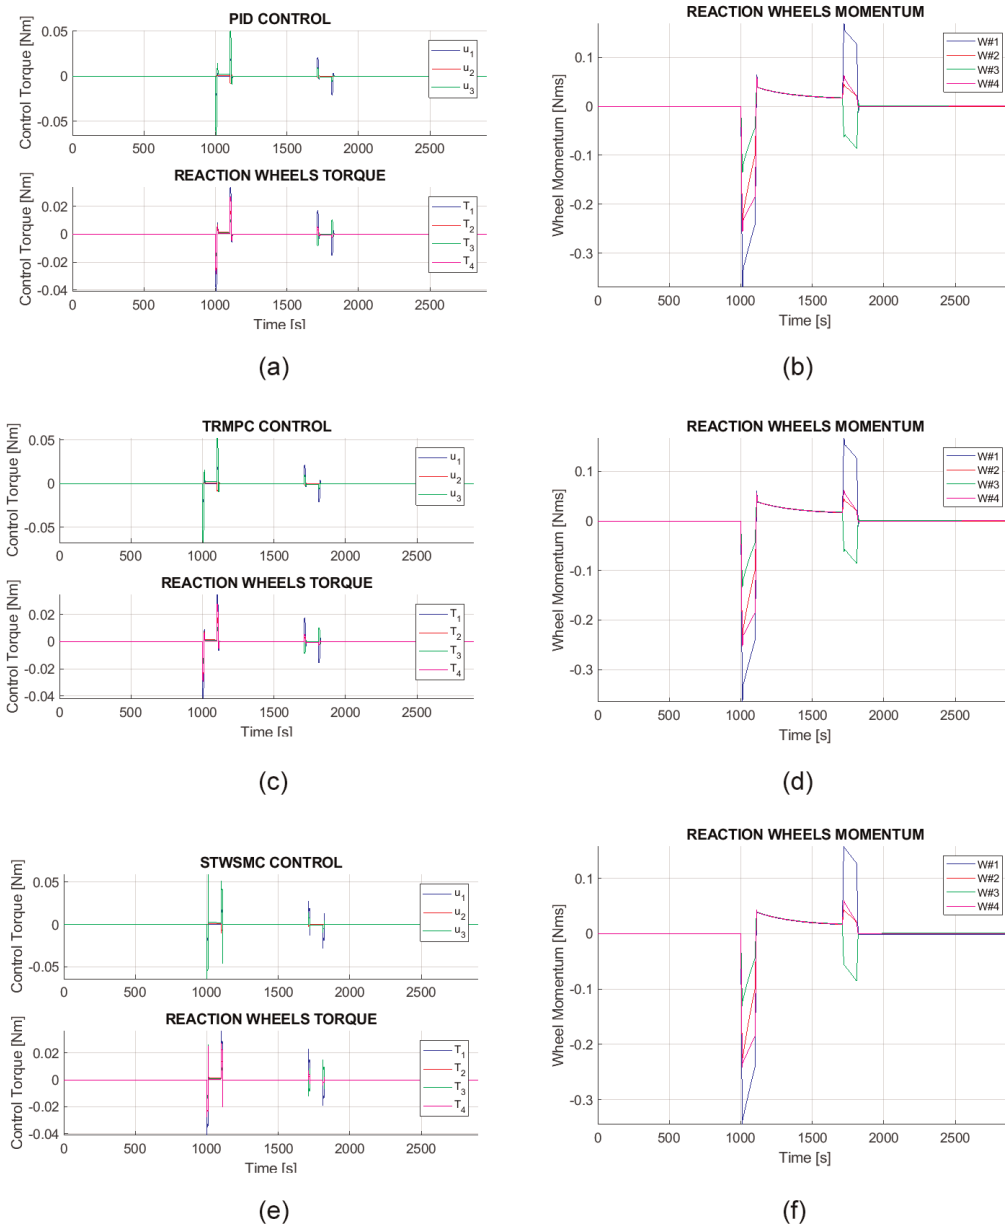 PID CONTROL
Control Torque [Nm]
0.05
0
-0.05
u1
u2
u3
0 500 1000 1500 2000 2500
REACTION WHEELS TORQUE
Control Torque [Nm]
0.02
0
-0.02
-0.04
T1
T2
T3
T4
0 500 1000 1500 2000 2500
Time [s]
(a)
REACTION WHEELS MOMENTUM
Wheel Momentum [Nms]
0.1
0
-0.1
-0.2
-0.3
W#1
W#2
W#3
W#4
0 500 1000 1500 2000 2500
Time [s]
(b)
TRMPC CONTROL
Control Torque [Nm]
0.05
0
-0.05
u1
u2
u3
0 500 1000 1500 2000 2500
REACTION WHEELS TORQUE
Control Torque [Nm]
0.02
0
-0.02
-0.04
T1
T2
T3
T4
0 500 1000 1500 2000 2500
Time [s]
(c)
REACTION WHEELS MOMENTUM
Wheel Momentum [Nms]
0.1
0
-0.1
-0.2
-0.3
W#1
W#2
W#3
W#4
0 500 1000 1500 2000 2500
Time [s]
(d)
STWSMC CONTROL
Control Torque [Nm]
0.05
0
-0.05
u1
u2
u3
0 500 1000 1500 2000 2500
REACTION WHEELS TORQUE
Control Torque [Nm]
0.02
0
-0.02
-0.04
T1
T2
T3
T4
0 500 1000 1500 2000 2500
Time [s]
(e)
REACTION WHEELS MOMENTUM
Wheel Momentum [Nms]
0.1
0
-0.1
-0.2
-0.3
W#1
W#2
W#3
W#4
0 500 1000 1500 2000 2500
Time [s]
(f)